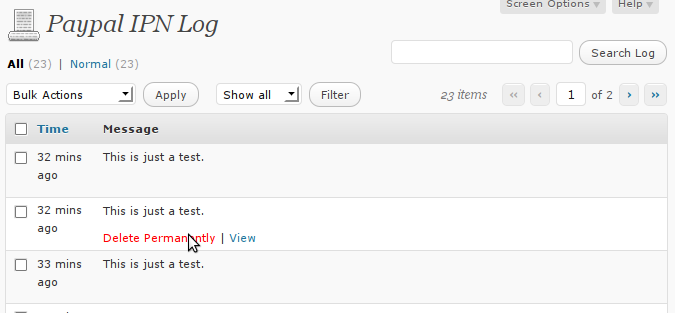 Screen Options ▼ Help ▼
Paypal IPN Log
All (23) | Normal (23)
Search Log
Bulk Actions Apply Show all Filter 23 items « ‹ 1 of 2 › »
Time Message
32 mins ago This is just a test.
32 mins ago This is just a test.
Delete Permanently | View
33 mins ago This is just a test.